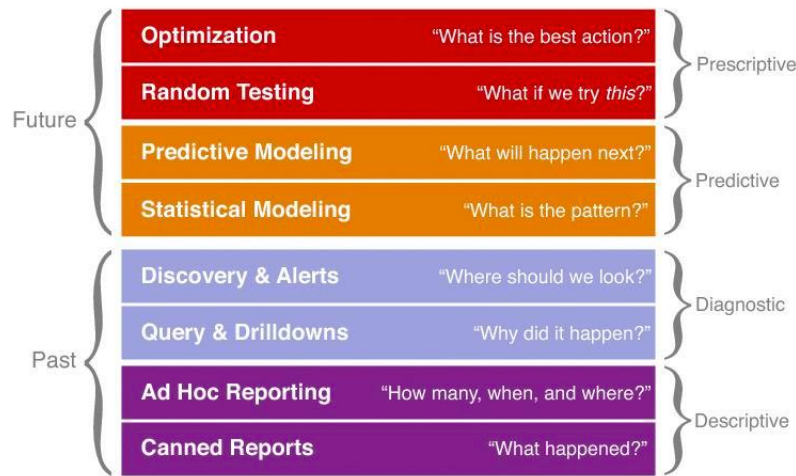 Optimization “What is the best action?”
Random Testing “What if we try this?”
Prescriptive
Future
Predictive Modeling “What will happen next?”
Statistical Modeling “What is the pattern?”
Predictive
Discovery & Alerts “Where should we look?”
Query & Drilldowns “Why did it happen?”
Diagnostic
Past
Ad Hoc Reporting “How many, when, and where?”
Canned Reports “What happened?”
Descriptive